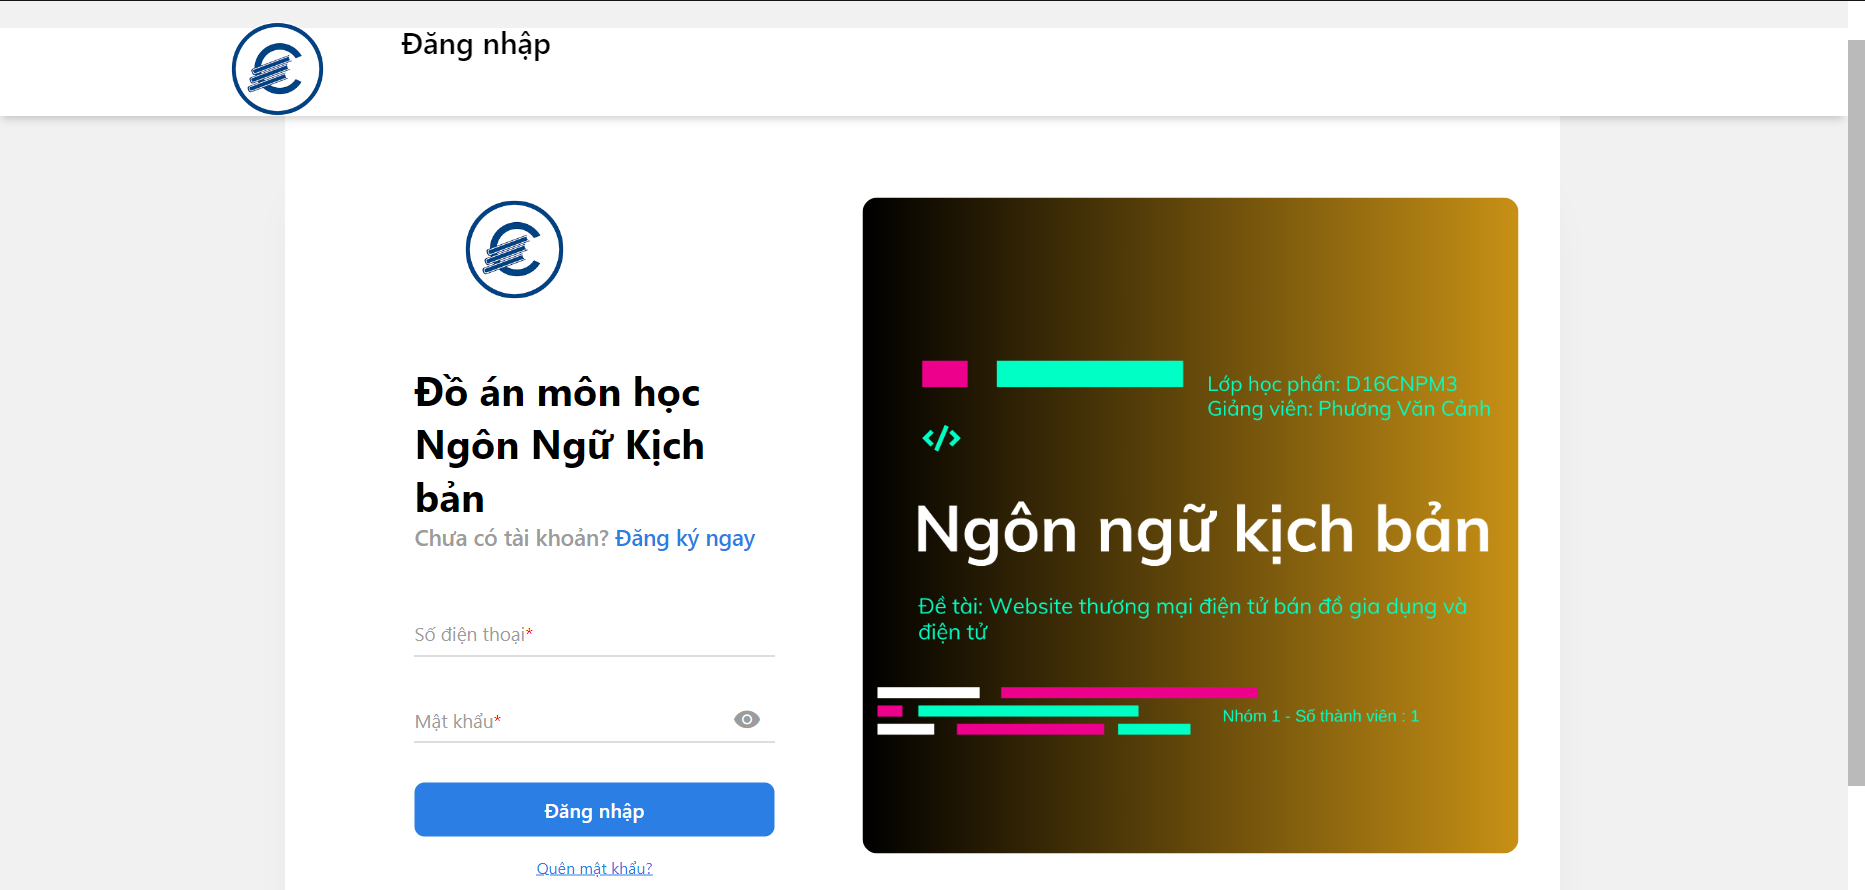 Đăng nhập
Đồ án môn học
Ngôn Ngữ Kịch
bản
Chưa có tài khoản? Đăng ký ngay
Số điện thoại*
Mật khẩu*
Đăng nhập
Quên mật khẩu?
Lớp học phần: D16CNPM3
Giảng viên: Phương Văn Cảnh
</>
Ngôn ngữ kịch bản
Đề tài: Website thương mại điện tử bán đồ gia dụng và
điện tử
Nhóm 1 - Số thành viên : 1